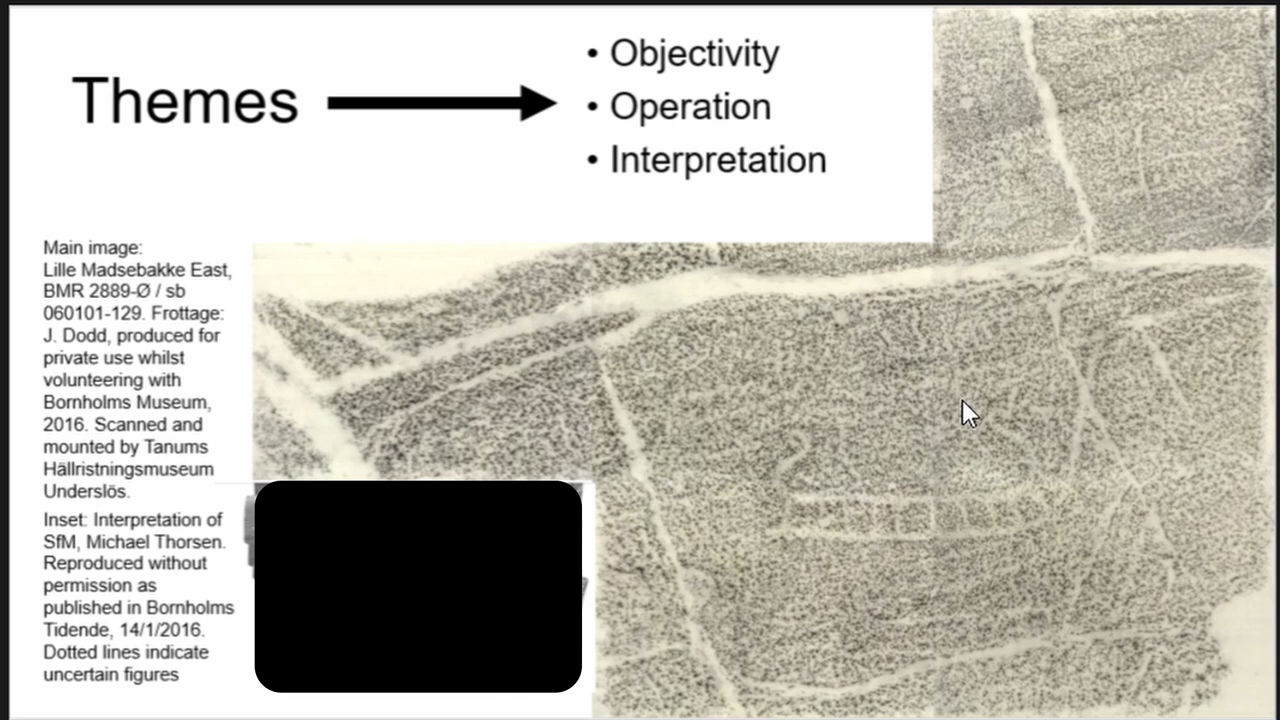 Themes
• Objectivity
• Operation
• Interpretation
Main image:
Lille Madsebakke East,
BMR 2889-Ø / sb
060101-129. Frottage:
J. Dodd, produced for
private use whilst
volunteering with
Bornholms Museum,
2016. Scanned and
mounted by Tanums
Hällristningsmuseum
Underslös.
Inset: Interpretation of
SfM, Michael Thorsen.
Reproduced without
permission as
published in Bornholms
Tidende, 14/1/2016.
Dotted lines indicate
uncertain figures